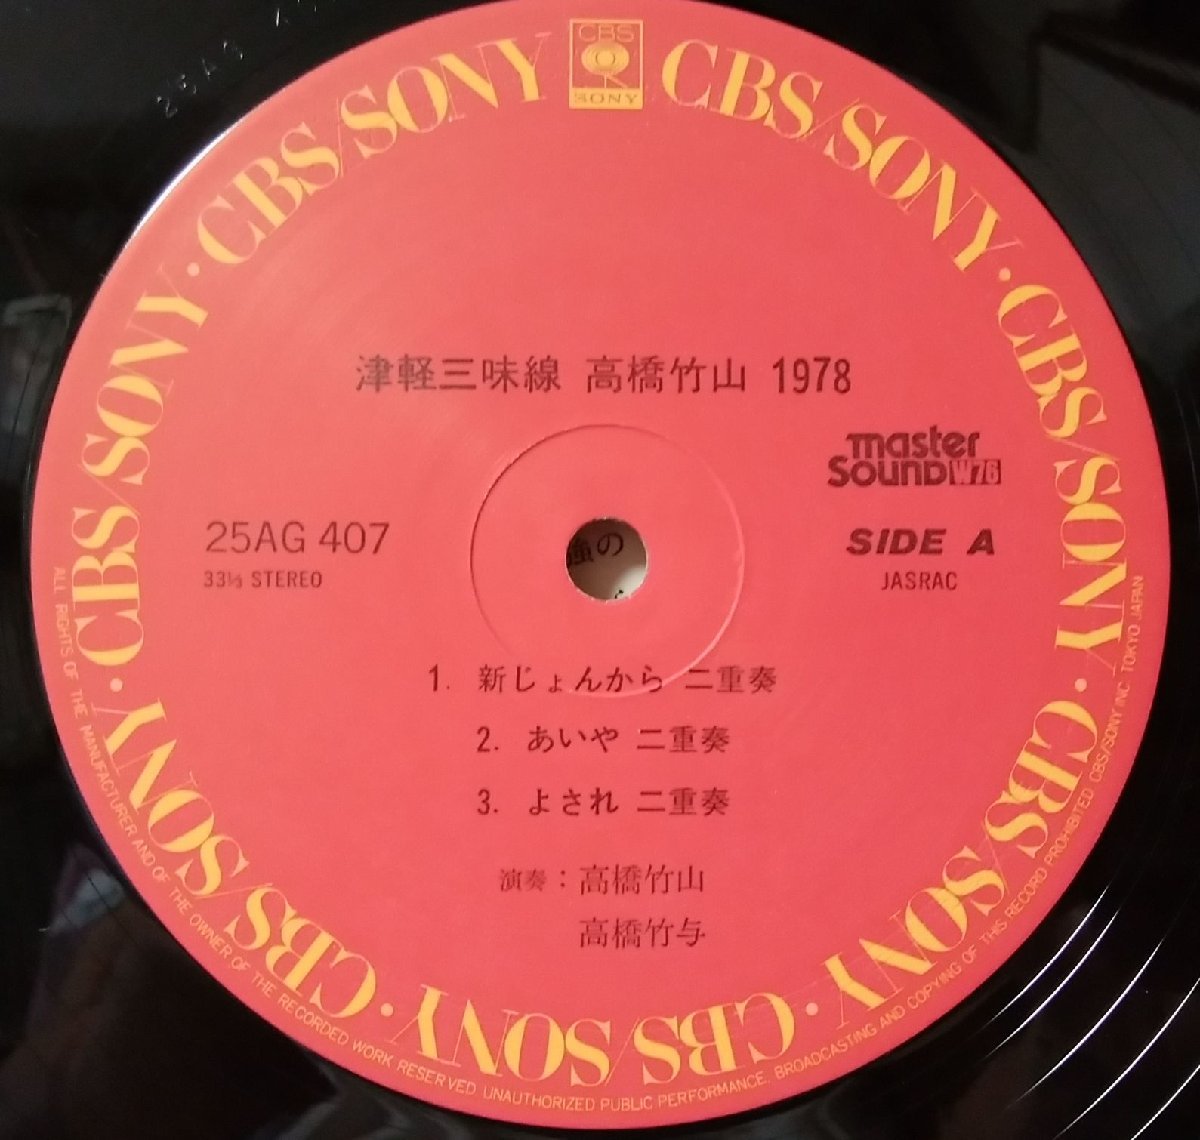 CBS
SONY
CBS/SONY · CBS/SONY · CBS/SONY · CBS/SONY · CBS/SONY · CBS/SONY · CBS/SONY · CBS/SONY
津軽三味線 高橋竹山 1978
master
Sound W76
25AG 407
SIDE A
33⅓ STEREO
JASRAC
強の
1. 新じょんから 二重奏
2. あいや 二重奏
3. よされ 二重奏
演奏：高橋竹山
高橋竹与
ALL RIGHTS OF THE MANUFACTURER AND OF THE OWNER OF THE RECORDED WORK RESERVED UNAUTHORIZED PUBLIC PERFORMANCE, BROADCASTING AND COPYING OF THIS RECORD PROHIBITED CBS/SONY INC. TOKYO JAPAN